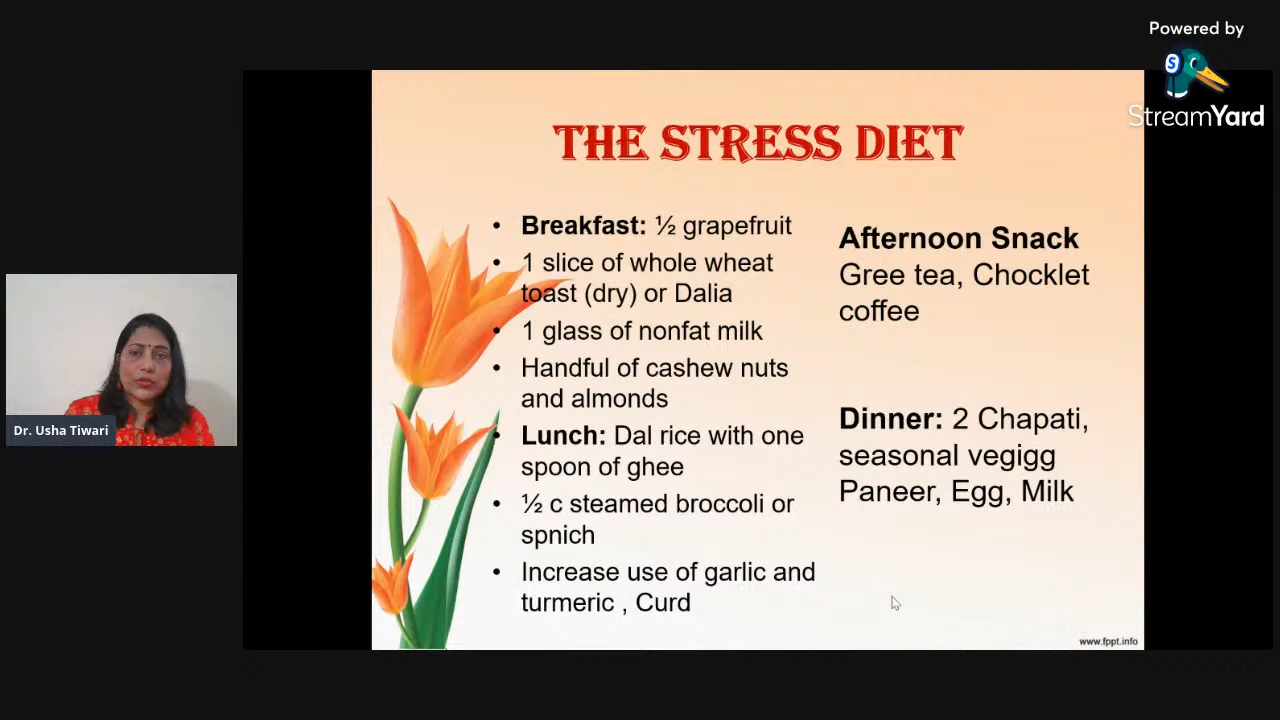 Powered by
StreamYard
THE STRESS DIET
• Breakfast: ½ grapefruit
• 1 slice of whole wheat
toast (dry) or Dalia
• 1 glass of nonfat milk
• Handful of cashew nuts
and almonds
• Lunch: Dal rice with one
spoon of ghee
• ½ c steamed broccoli or
spnich
• Increase use of garlic and
turmeric , Curd
Afternoon Snack
Gree tea, Chocklet
coffee
Dinner: 2 Chapati,
seasonal vegigg
Paneer, Egg, Milk
www.fppt.info
Dr. Usha Tiwari